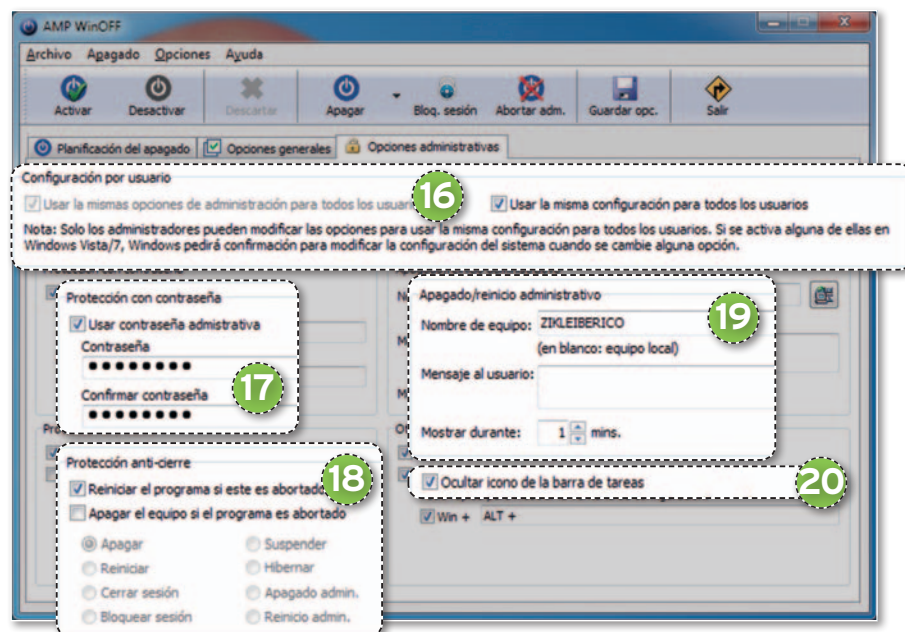 AMP WinOFF
Archivo Apagado Opciones Ayuda
Activar Desactivar Descartar Apagar Bloq. sesión Abortar adm. Guardar opc. Salir
Planificación del apagado Opciones generales Opciones administrativas
Configuración por usuario
Usar la mismas opciones de administración para todos los usuar
16
Usar la misma configuración para todos los usuarios
Nota: Solo los administradores pueden modificar las opciones para usar la misma configuración para todos los usuarios. Si se activa alguna de ellas en
Windows Vista/7, Windows pedirá confirmación para modificar la configuración del sistema cuando se cambie alguna opción.
Protección con contraseña
Usar contraseña admistrativa
Contraseña
●●●●●●●●
Confirmar contraseña
●●●●●●●●
17
Protección anti-cierre
18
Reiniciar el programa si este es abortado
Apagar el equipo si el programa es abortado
Apagar Suspender
Reiniciar Hibernar
Cerrar sesión Apagado admin.
Bloquear sesión Reinicio admin.
Apagado/reinicio administrativo
19
Nombre de equipo: ZIKLEIBERICO
(en blanco: equipo local)
Mensaje al usuario:
Mostrar durante: 1 mins.
Ocultar icono de la barra de tareas
20
Win + ALT +